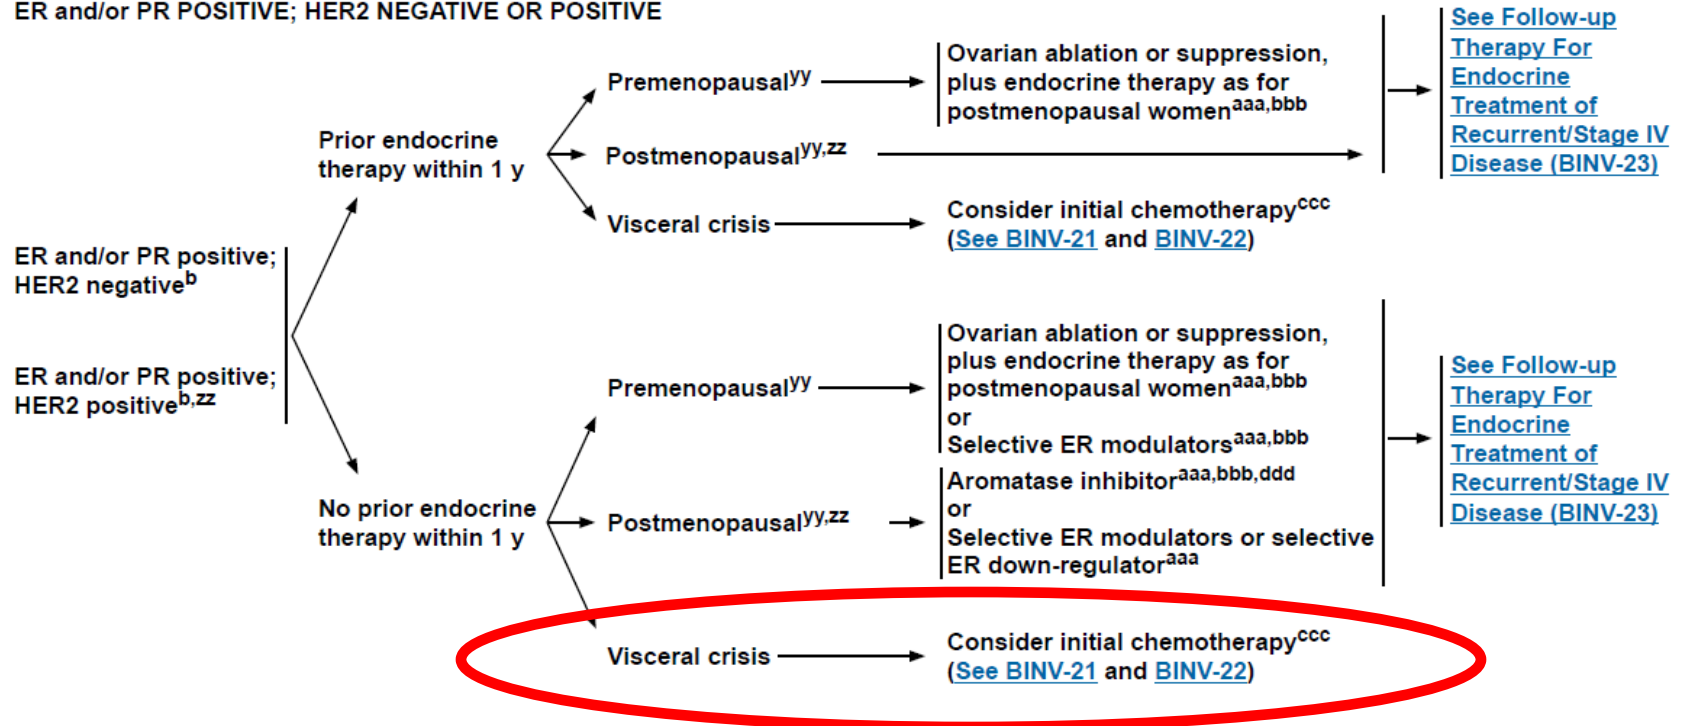 ER and/or PR POSITIVE; HER2 NEGATIVE OR POSITIVE
ER and/or PR positive;
HER2 negativeb
ER and/or PR positive;
HER2 positiveb,zz
Prior endocrine
therapy within 1 y
Premenopausalyy
Ovarian ablation or suppression,
plus endocrine therapy as for
postmenopausal womenaaa,bbb
Postmenopausalyy,zz
Visceral crisis
Consider initial chemotherapyccc
(See BINV-21 and BINV-22)
See Follow-up
Therapy For
Endocrine
Treatment of
Recurrent/Stage IV
Disease (BINV-23)
No prior endocrine
therapy within 1 y
Premenopausalyy
Ovarian ablation or suppression,
plus endocrine therapy as for
postmenopausal womenaaa,bbb
or
Selective ER modulatorsaaa,bbb
Postmenopausalyy,zz
Aromatase inhibitoraaa,bbb,ddd
or
Selective ER modulators or selective
ER down-regulatoraaa
See Follow-up
Therapy For
Endocrine
Treatment of
Recurrent/Stage IV
Disease (BINV-23)
Visceral crisis
Consider initial chemotherapyccc
(See BINV-21 and BINV-22)